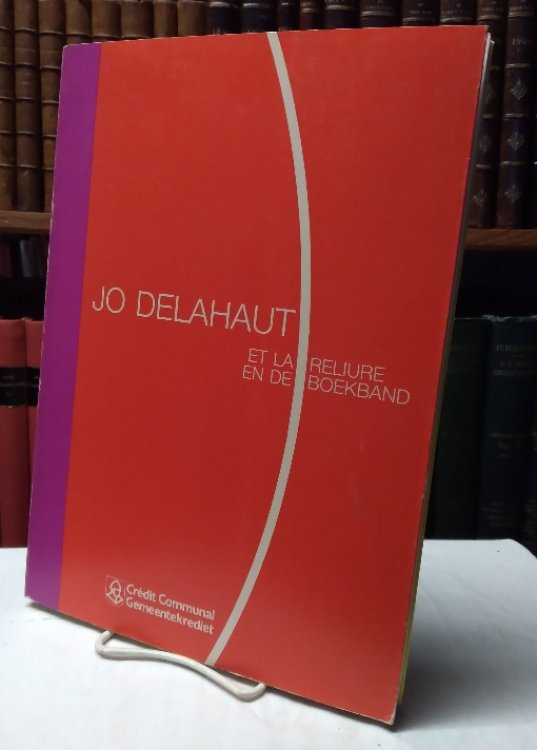 JO DELAHAUT
ET LA RELIURE
EN DE BOEKBAND
Crédit Communal
Gemeentekrediet